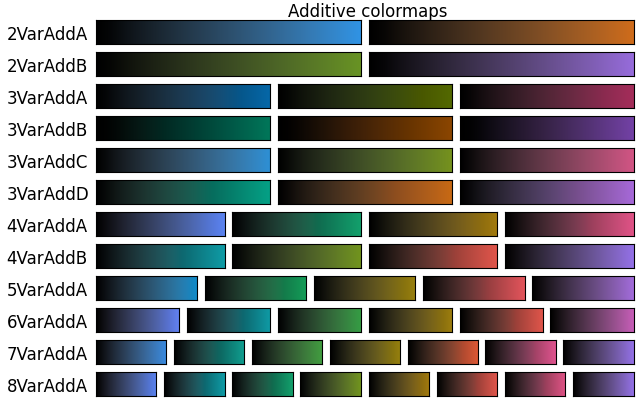 Additive colormaps
2VarAddA
2VarAddB
3VarAddA
3VarAddB
3VarAddC
3VarAddD
4VarAddA
4VarAddB
5VarAddA
6VarAddA
7VarAddA
8VarAddA